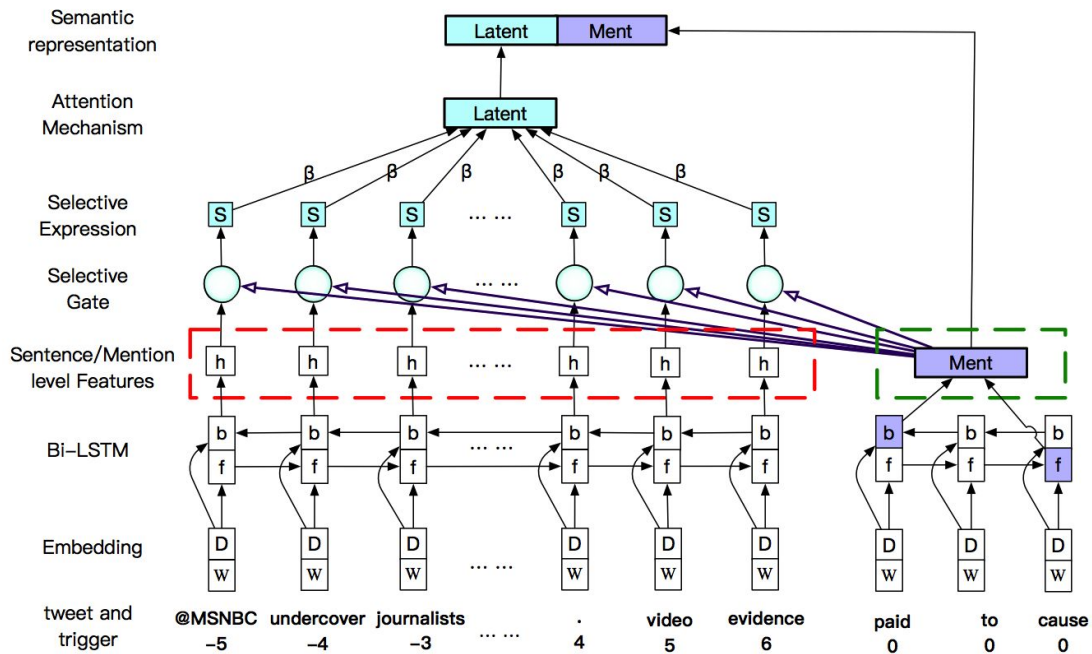 Semantic representation
Latent Ment
Attention Mechanism
Latent
β β β β β β
Selective Expression
S S S ... ... S S S
Selective Gate
... ...
Sentence/Mention level Features
h h h ... ... h h h
Ment
Bi-LSTM
b b b ... ... b b b b b b
f f f ... ... f f f f f f
Embedding
D D D D D D D D D
W W W ... ... W W W W W W
tweet and trigger
@MSNBC undercover journalists ... ... . video evidence paid to cause
-5 -4 -3 4 5 6 0 0 0